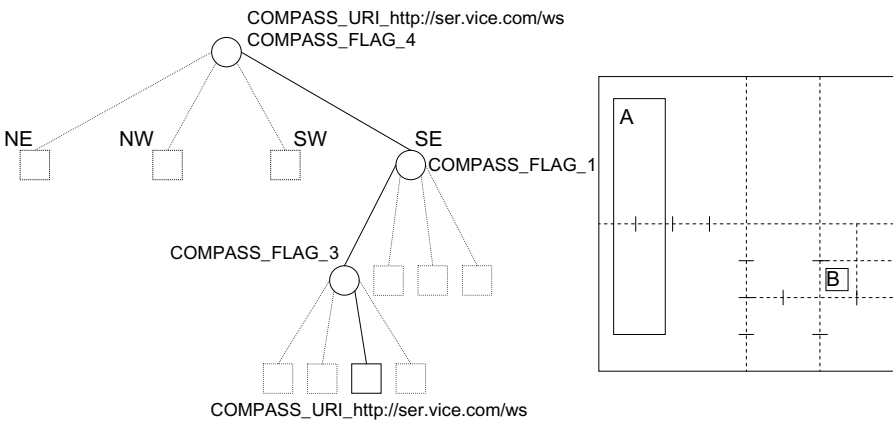 COMPASS_URI_http://ser.vice.com/ws
COMPASS_FLAG_4
NE
NW
SW
SE
COMPASS_FLAG_1
COMPASS_FLAG_3
COMPASS_URI_http://ser.vice.com/ws
A
B